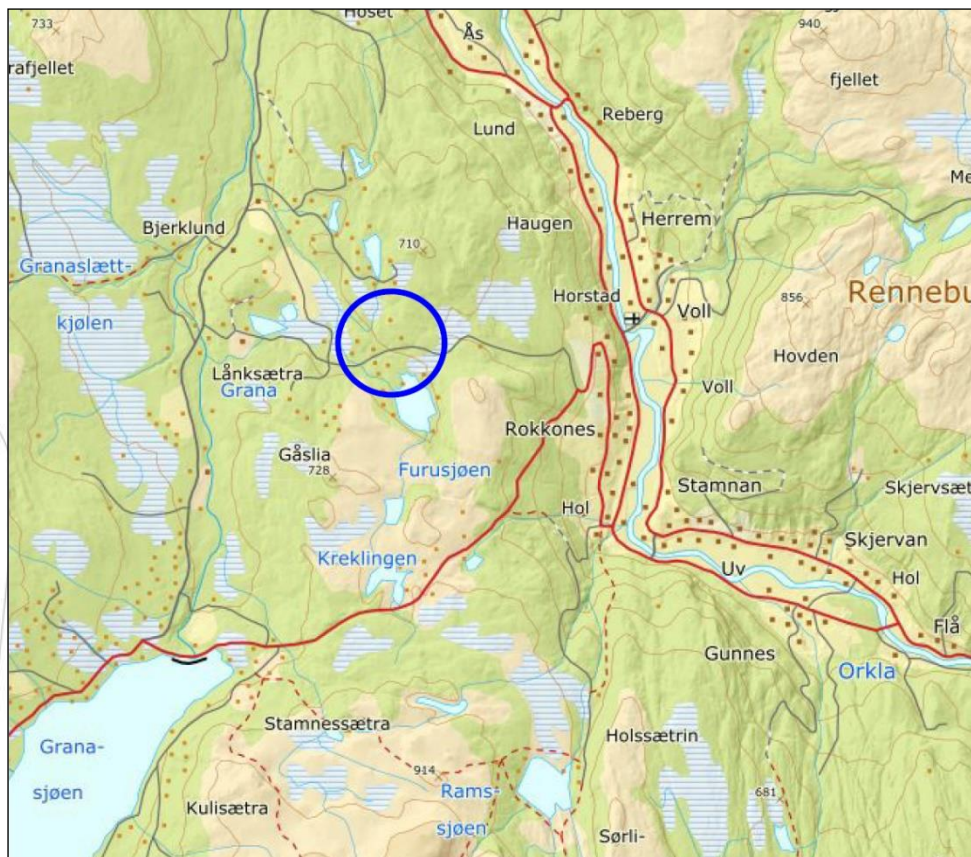 733
Hoset
940
Ås
rafjellet
fjellet
Reberg
Lund
Me
Bjerklund
Haugen
Herrem
710
Granaslætt-
kjølen
Horstad
856
Rennebu
Voll
Hovden
Lånksætra
Voll
Grana
Rokkones
Gåslia
728
Furusjøen
Stamnan
Skjervsæt
Hol
Skjervan
Kreklingen
Uv
Hol
Flå
Gunnes
Orkla
Stamnessætra
Holssætrin
Grana-
sjøen
914
Rams-
sjøen
681
Kulisætra
Sørli-